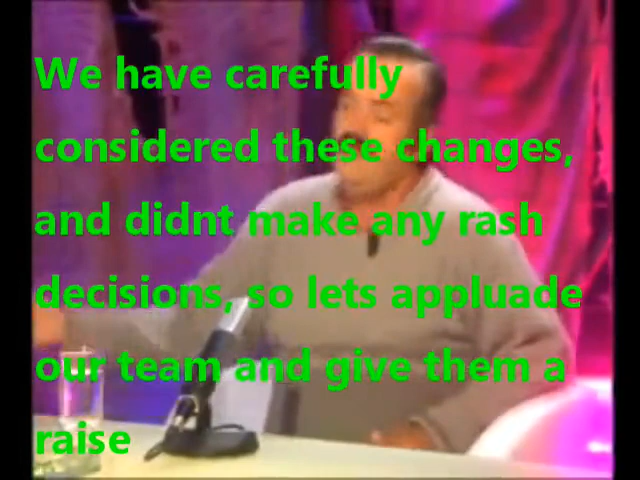 We have carefully
considered these changes,
and didnt make any rash
decisions, so lets appluade
our team and give them a
raise